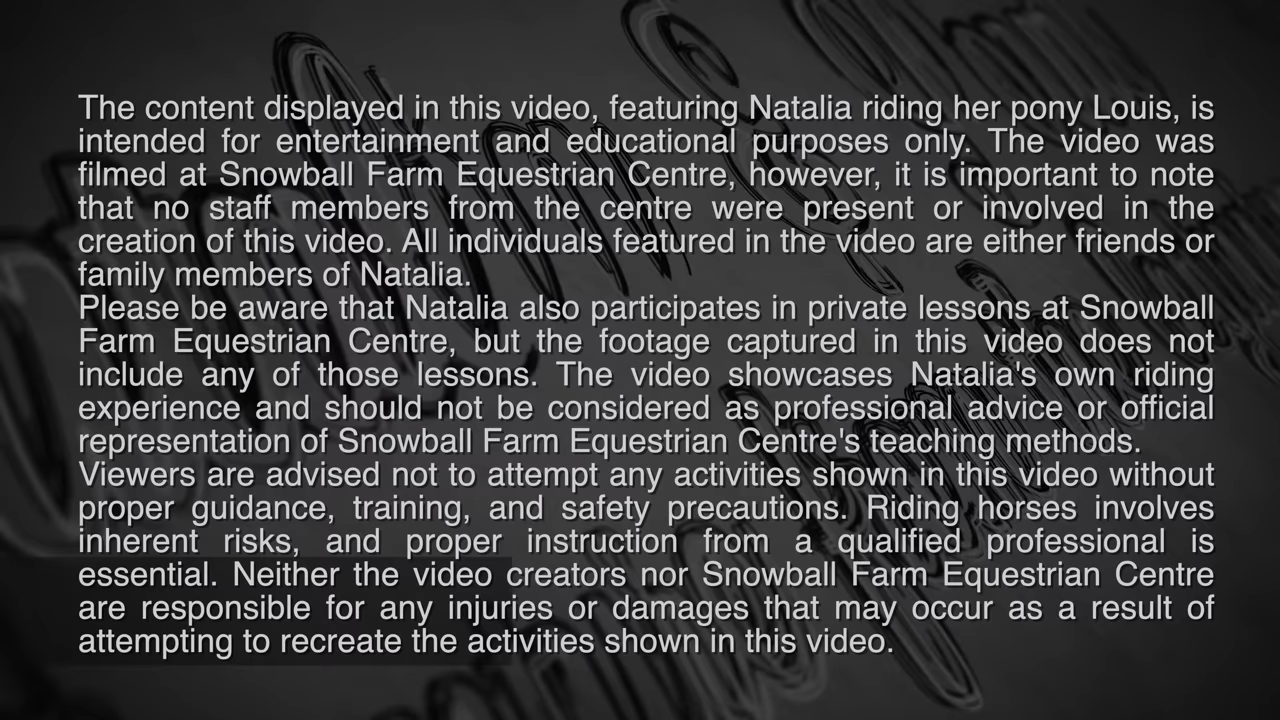 The content displayed in this video, featuring Natalia riding her pony Louis, is
intended for entertainment and educational purposes only. The video was
filmed at Snowball Farm Equestrian Centre, however, it is important to note
that no staff members from the centre were present or involved in the
creation of this video. All individuals featured in the video are either friends or
family members of Natalia.
Please be aware that Natalia also participates in private lessons at Snowball
Farm Equestrian Centre, but the footage captured in this video does not
include any of those lessons. The video showcases Natalia's own riding
experience and should not be considered as professional advice or official
representation of Snowball Farm Equestrian Centre's teaching methods.
Viewers are advised not to attempt any activities shown in this video without
proper guidance, training, and safety precautions. Riding horses involves
inherent risks, and proper instruction from a qualified professional is
essential. Neither the video creators nor Snowball Farm Equestrian Centre
are responsible for any injuries or damages that may occur as a result of
attempting to recreate the activities shown in this video.